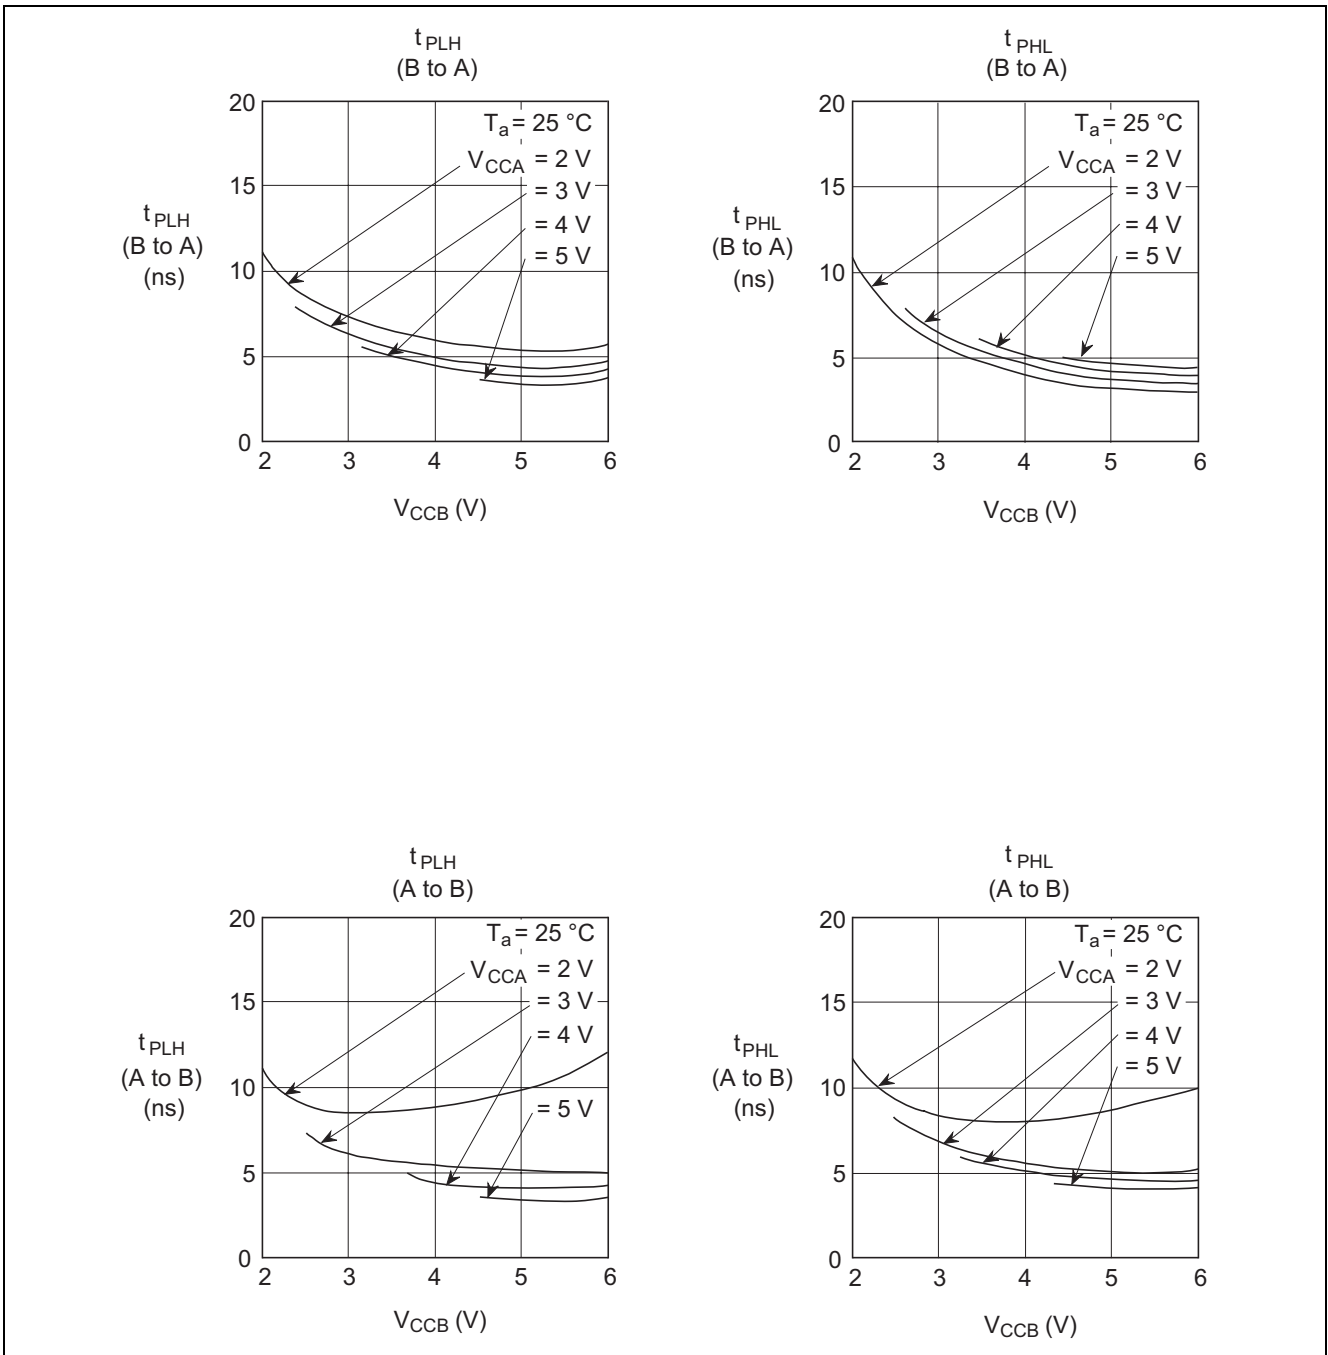 t PLH
(B to A)
20
15
10
5
0
2 3 4 5 6
t PLH
(B to A)
(ns)
Ta = 25 °C
VCCA = 2 V
= 3 V
= 4 V
= 5 V
VCCB (V)
t PHL
(B to A)
20
15
10
5
0
2 3 4 5 6
t PHL
(B to A)
(ns)
Ta = 25 °C
VCCA = 2 V
= 3 V
= 4 V
= 5 V
VCCB (V)
t PLH
(A to B)
20
15
10
5
0
2 3 4 5 6
t PLH
(A to B)
(ns)
Ta = 25 °C
VCCA = 2 V
= 3 V
= 4 V
= 5 V
VCCB (V)
t PHL
(A to B)
20
15
10
5
0
2 3 4 5 6
t PHL
(A to B)
(ns)
Ta = 25 °C
VCCA = 2 V
= 3 V
= 4 V
= 5 V
VCCB (V)